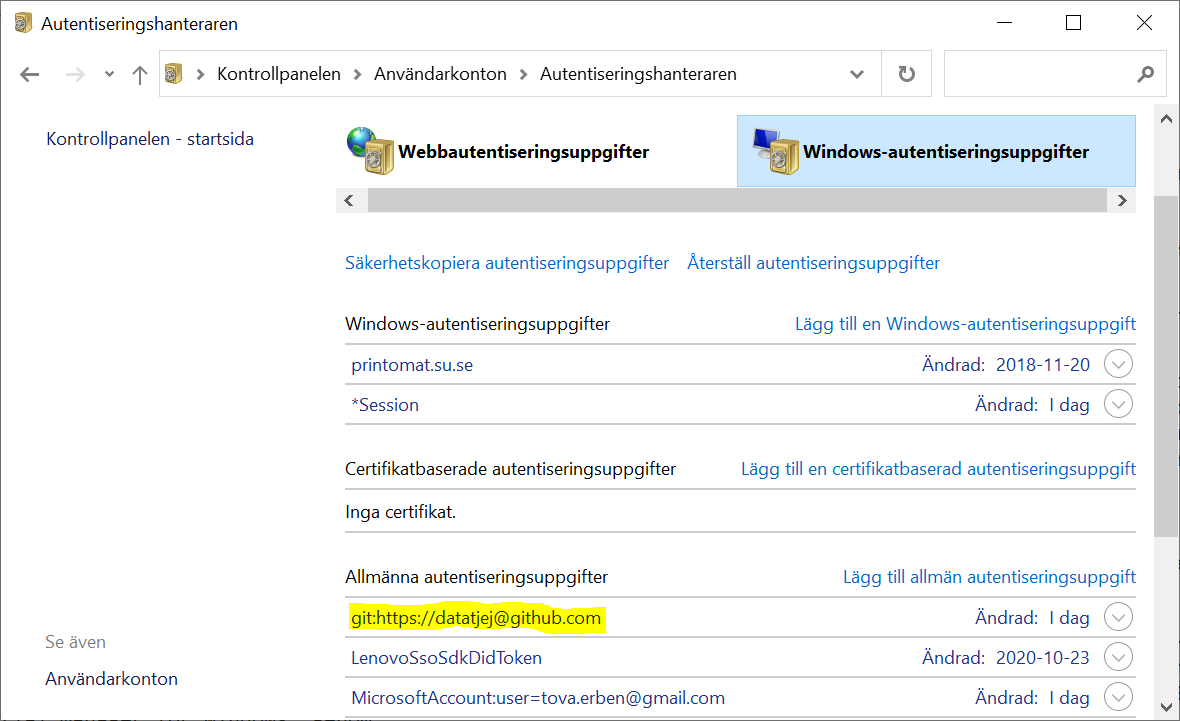 Autentiseringshanteraren
Kontrollpanelen > Användarkonton > Autentiseringshanteraren
Kontrollpanelen - startsida
Webbautentiseringsuppgifter
Windows-autentiseringsuppgifter
Säkerhetskopiera autentiseringsuppgifter Återställ autentiseringsuppgifter
Windows-autentiseringsuppgifter Lägg till en Windows-autentiseringsuppgift
printomat.su.se Ändrad: 2018-11-20
*Session Ändrad: I dag
Certifikatbaserade autentiseringsuppgifter Lägg till en certifikatbaserad autentiseringsuppgift
Inga certifikat.
Allmänna autentiseringsuppgifter Lägg till allmän autentiseringsuppgift
git:https://datatjej@github.com Ändrad: I dag
LenovoSsoSdkDidToken Ändrad: 2020-10-23
MicrosoftAccount:user=tova.erben@gmail.com Ändrad: I dag
Se även
Användarkonton